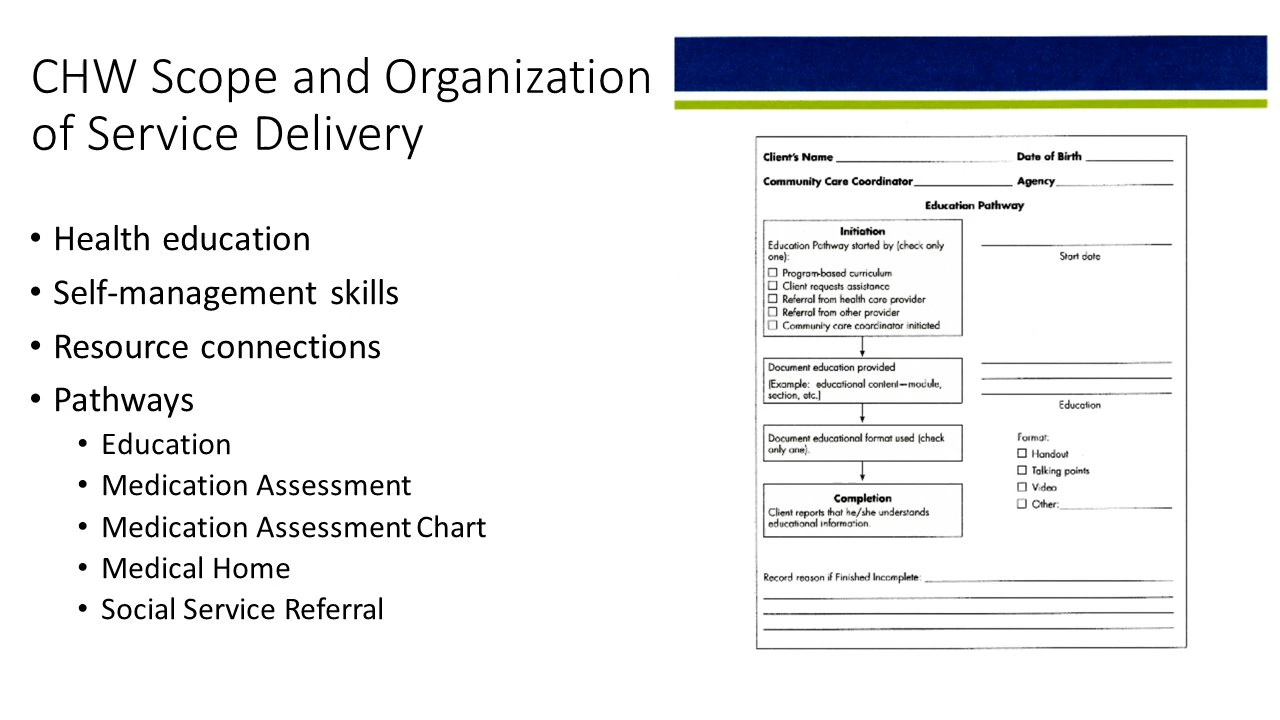 CHW Scope and Organization
of Service Delivery
• Health education
• Self-management skills
• Resource connections
• Pathways
• Education
• Medication Assessment
• Medication Assessment Chart
• Medical Home
• Social Service Referral
Client's Name Date of Birth
Community Care Coordinator Agency
Education Pathway
Initiation
Education Pathway started by (check only
one):
Program-based curriculum
Client requests assistance
Referral from health care provider
Referral from other provider
Community care coordinator initiated
Start date
Document education provided
(Example: educational content—module,
section, etc.)
Education
Document educational format used (check
only one).
Format:
Handout
Talking points
Video
Other:
Completion
Client reports that he/she understands
educational information.
Record reason if Finished Incomplete: